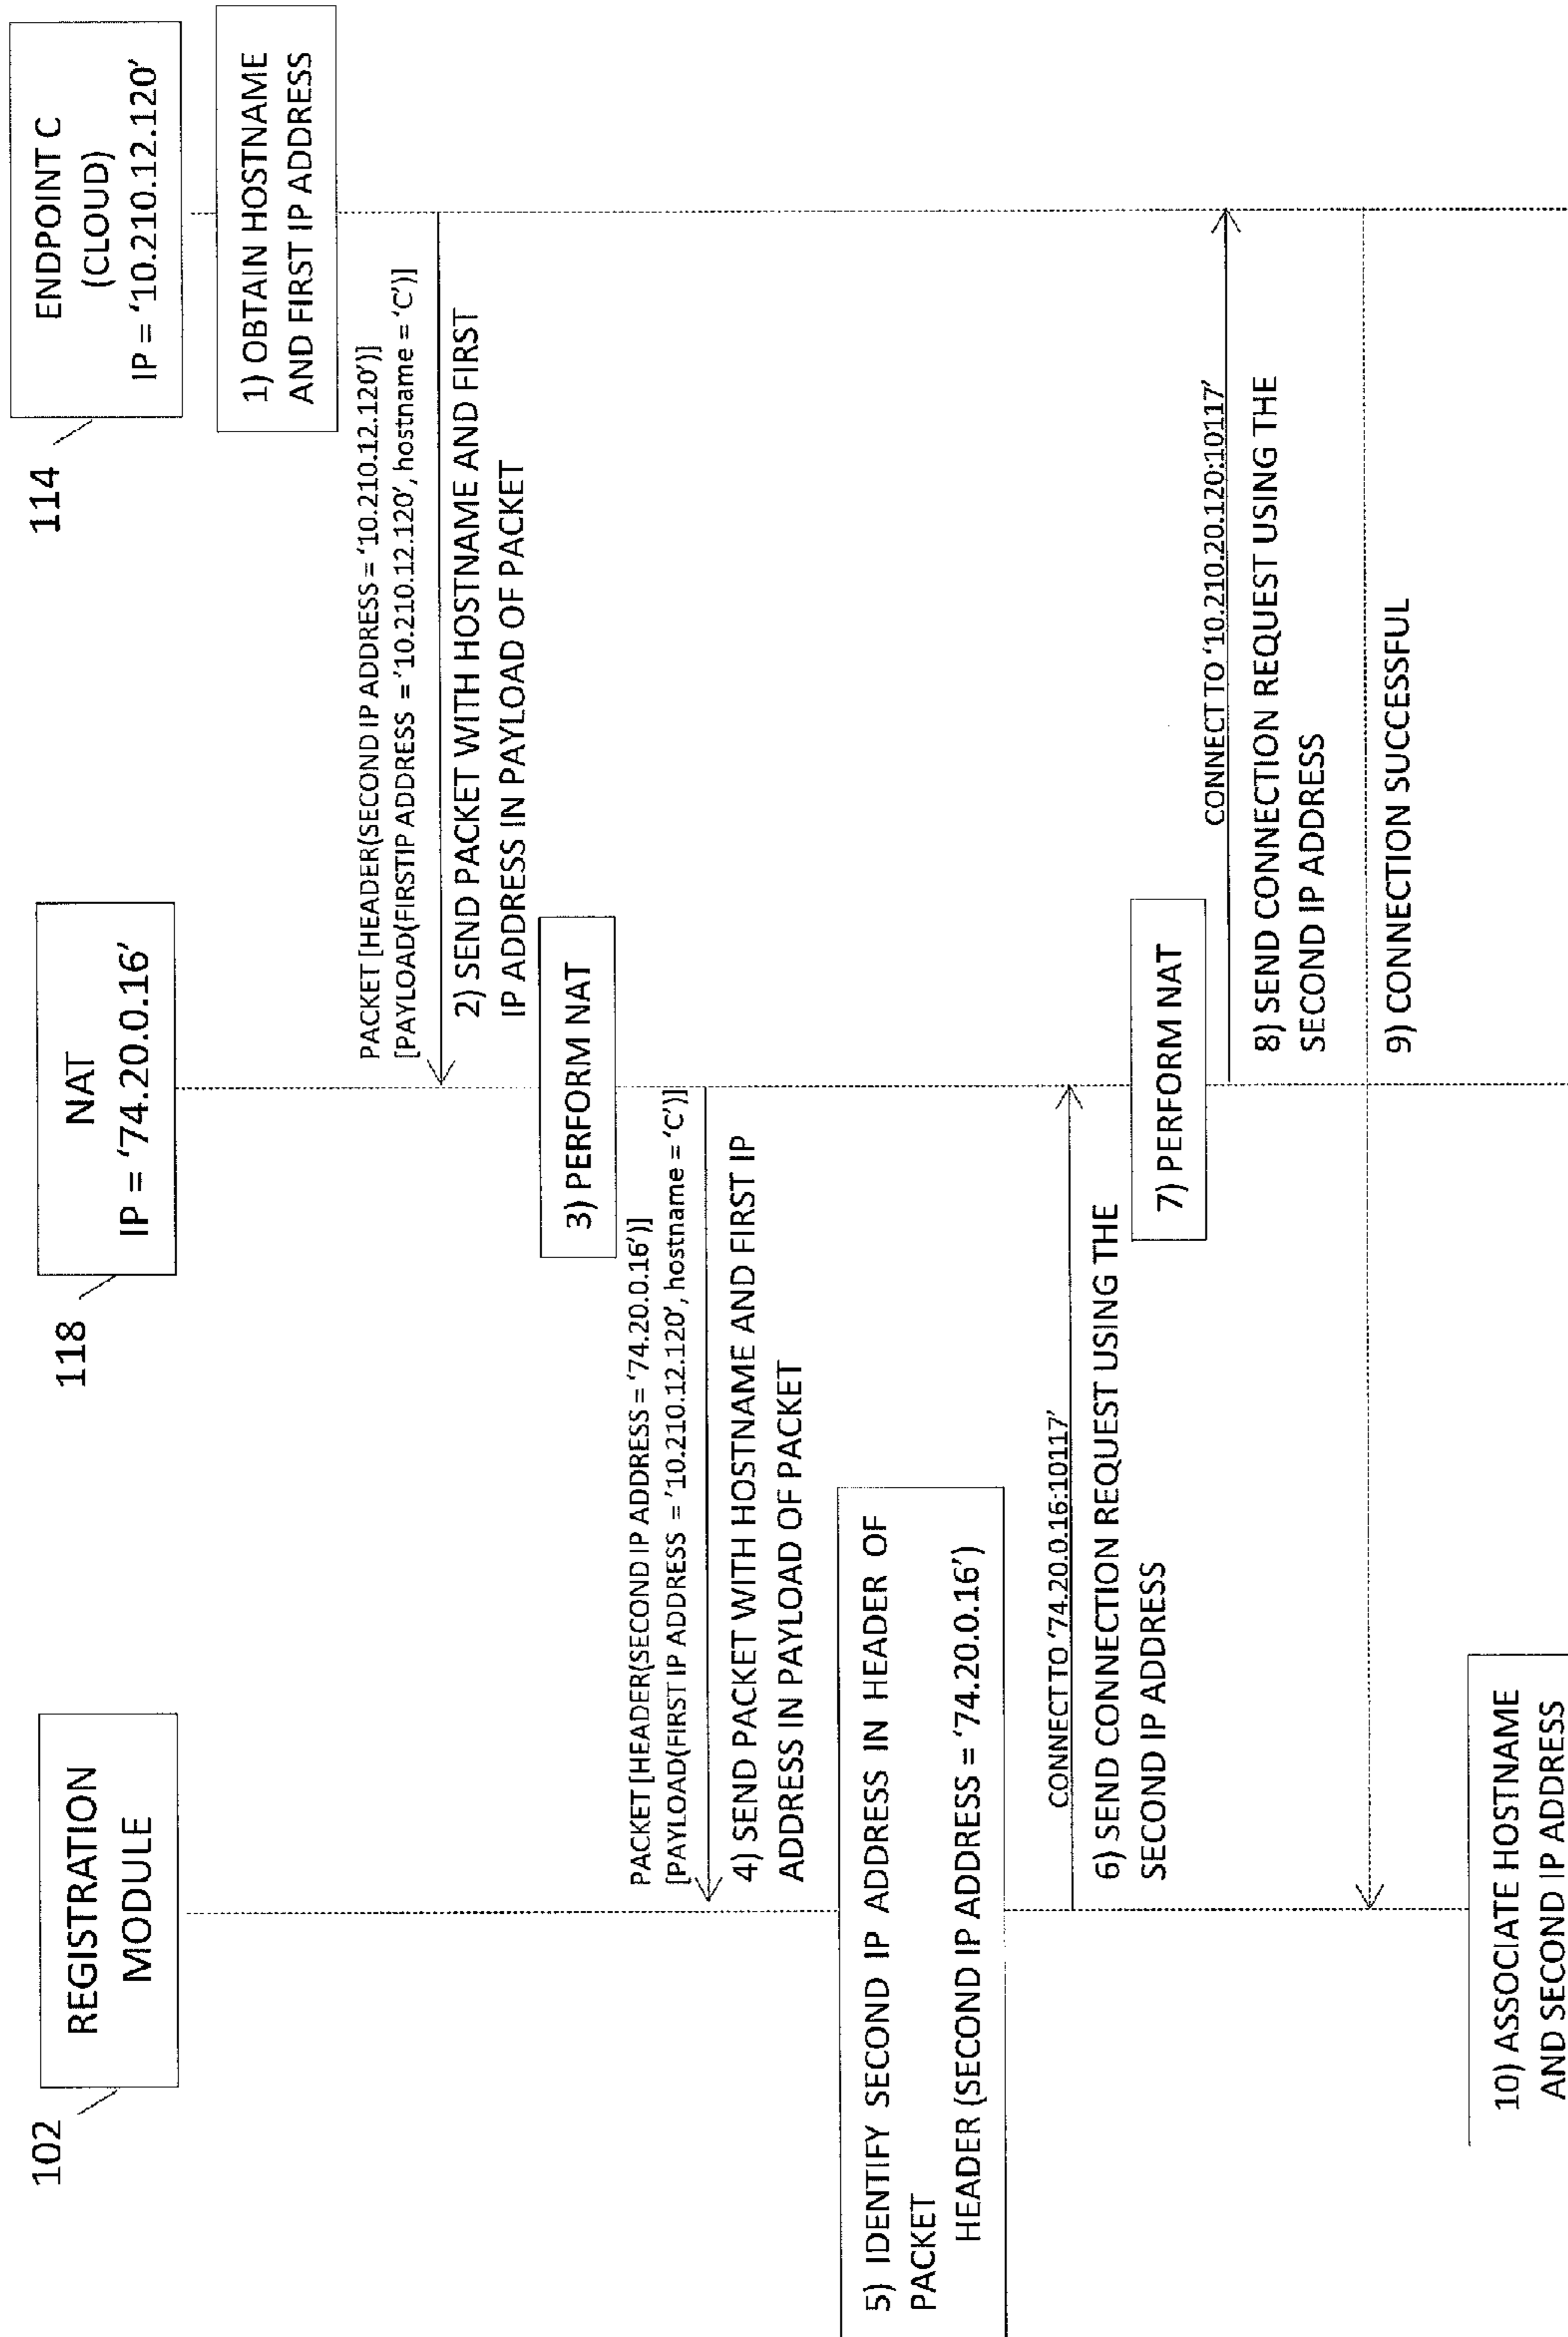 102
REGISTRATION
MODULE
118
NAT
IP = '74.20.0.16'
114
ENDPOINT C
(CLOUD)
IP = '10.210.12.120'
1) OBTAIN HOSTNAME
AND FIRST IP ADDRESS
PACKET [HEADER(SECOND IP ADDRESS = '10.210.12.120')]
[PAYLOAD(FIRSTIP ADDRESS = '10.210.12.120', hostname = 'C')]
2) SEND PACKET WITH HOSTNAME AND FIRST
IP ADDRESS IN PAYLOAD OF PACKET
3) PERFORM NAT
PACKET [HEADER(SECOND IP ADDRESS = '74.20.0.16')]
[PAYLOAD(FIRST IP ADDRESS = '10.210.12.120', hostname = 'C')]
4) SEND PACKET WITH HOSTNAME AND FIRST IP
ADDRESS IN PAYLOAD OF PACKET
5) IDENTIFY SECOND IP ADDRESS IN HEADER OF
PACKET
HEADER (SECOND IP ADDRESS = '74.20.0.16')
CONNECT TO '74.20.0.16:10117'
6) SEND CONNECTION REQUEST USING THE
SECOND IP ADDRESS
7) PERFORM NAT
CONNECT TO '10.210.20.120:10117'
8) SEND CONNECTION REQUEST USING THE
SECOND IP ADDRESS
9) CONNECTION SUCCESSFUL
10) ASSOCIATE HOSTNAME
AND SECOND IP ADDRESS